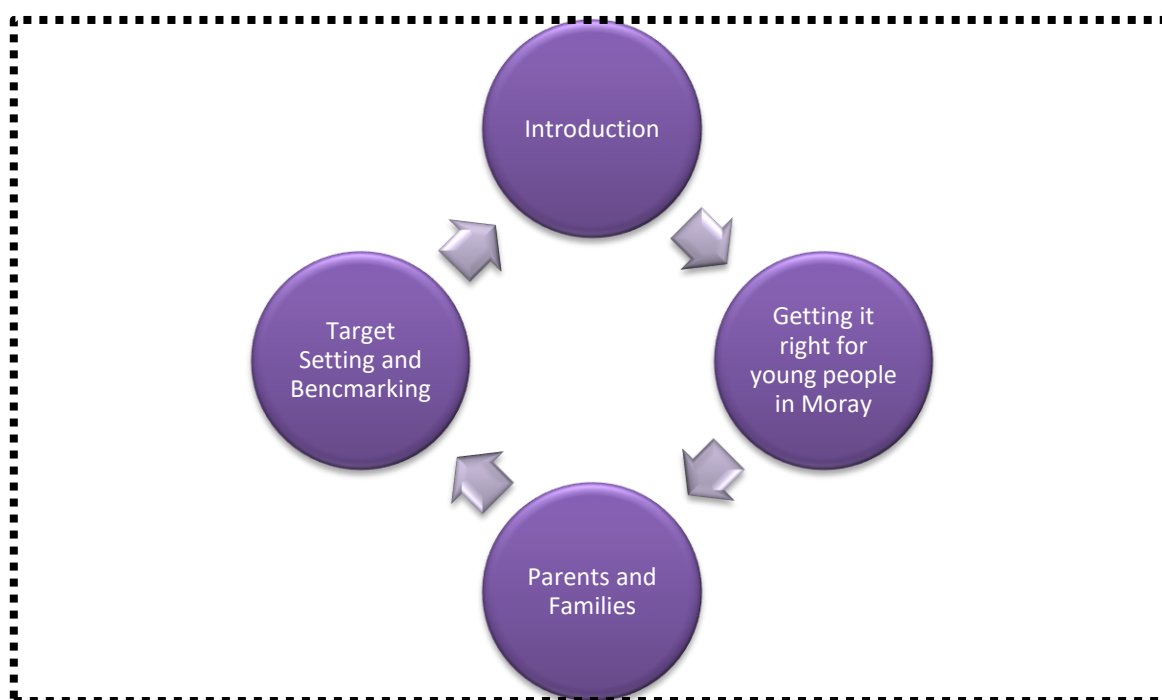 Introduction
Getting it
right for
young people
in Moray
Parents and
Families
Target
Setting and
Bencmarking